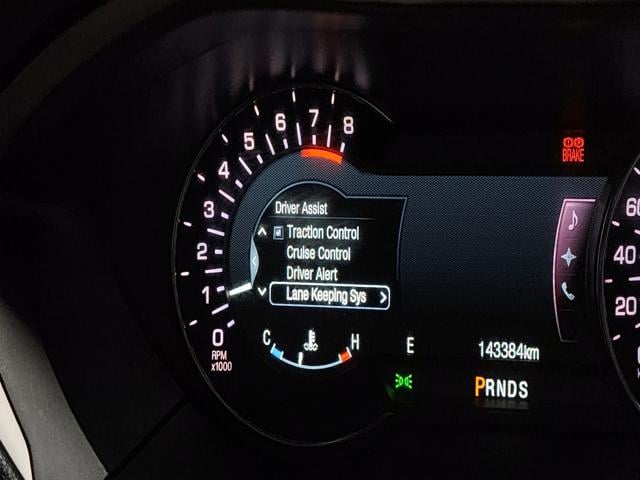 0
1
2
3
4
5
6
7
8
RPM
x1000
Driver Assist
Traction Control
Cruise Control
Driver Alert
Lane Keeping Sys
C
H
BRAKE
E
143384km
PRNDS
60
40
20